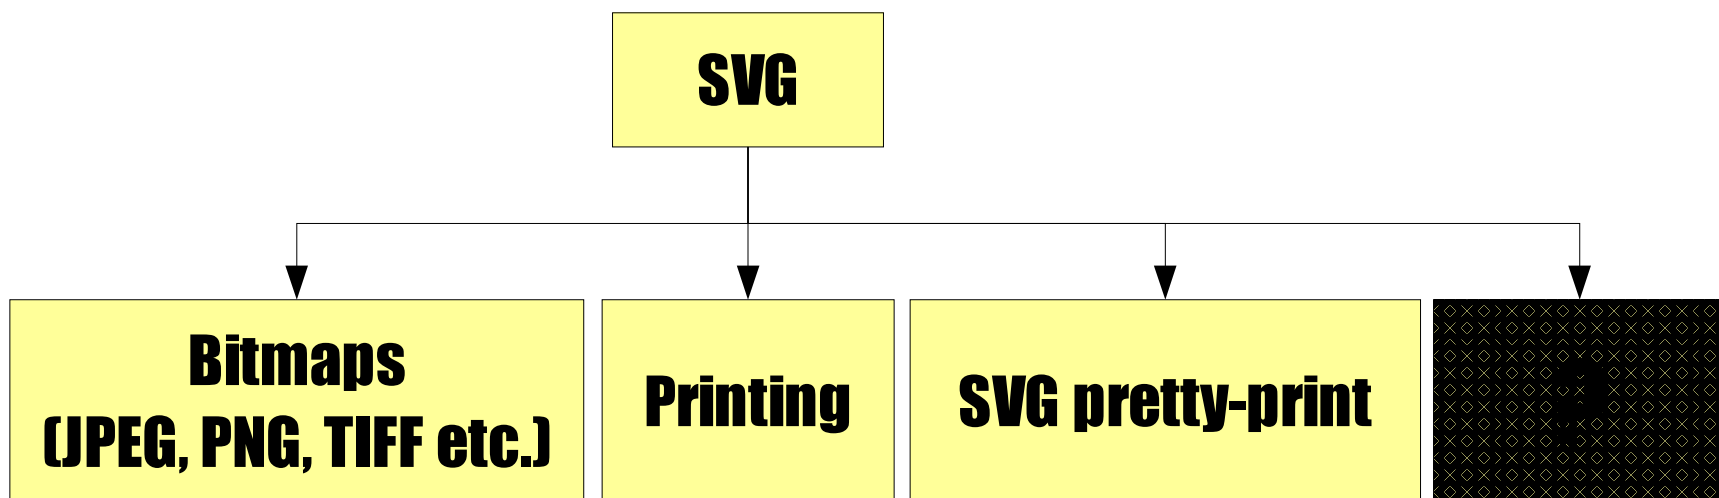 SVG
Bitmaps
(JPEG, PNG, TIFF etc.)
Printing
SVG pretty-print
?